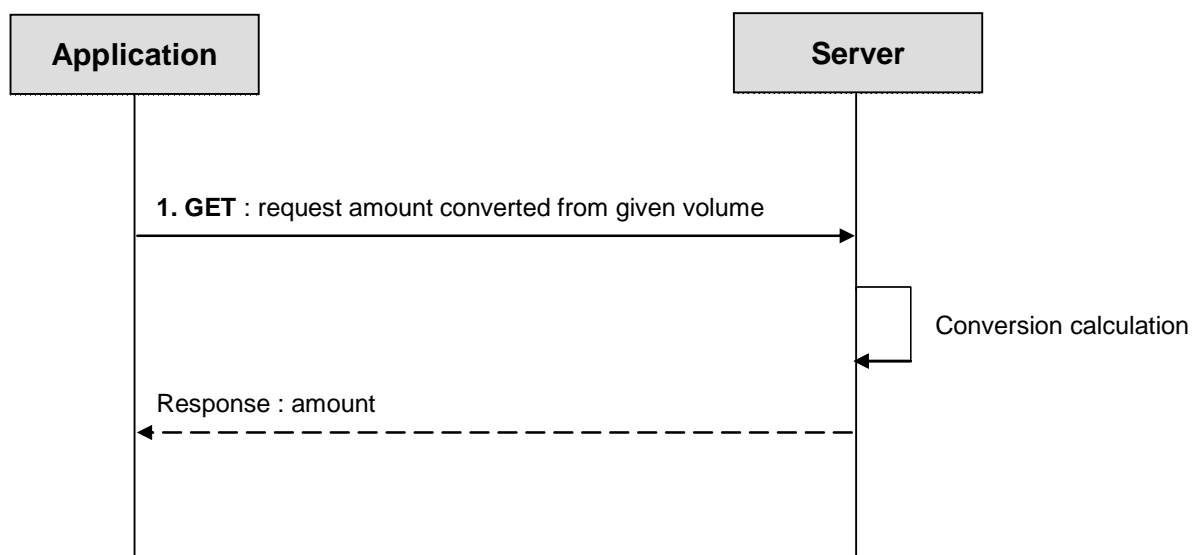 Application
Server
1. GET : request amount converted from given volume
Conversion calculation
Response : amount